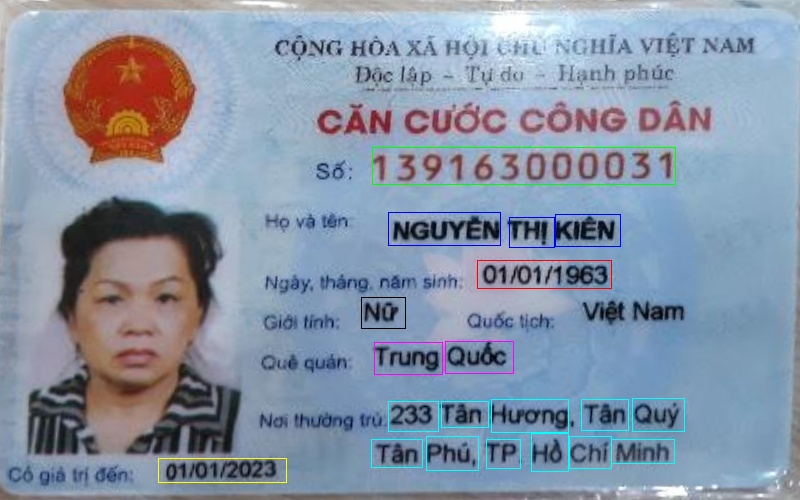 CỘNG HÒA XÃ HỘI CHỦ NGHĨA VIỆT NAM
Độc lập - Tự do - Hạnh phúc
CĂN CƯỚC CÔNG DÂN
Số: 139163000031
Họ và tên: NGUYỄN THỊ KIÊN
Ngày, tháng, năm sinh: 01/01/1963
Giới tính: Nữ Quốc tịch: Việt Nam
Quê quán: Trung Quốc
Nơi thường trú: 233 Tân Hương, Tân Quý
Tân Phú, TP. Hồ Chí Minh
Có giá trị đến: 01/01/2023